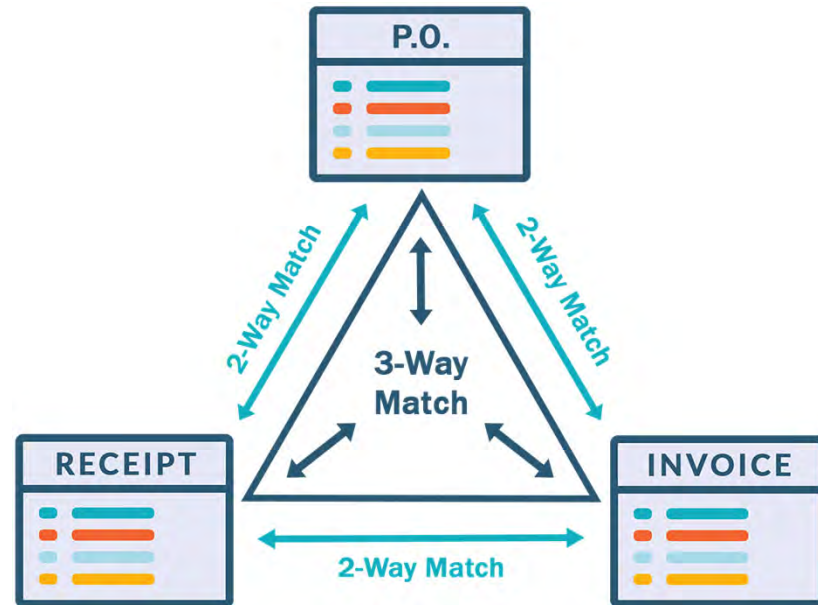 P.O.
2-Way Match
2-Way Match
3-Way
Match
RECEIPT
INVOICE
2-Way Match